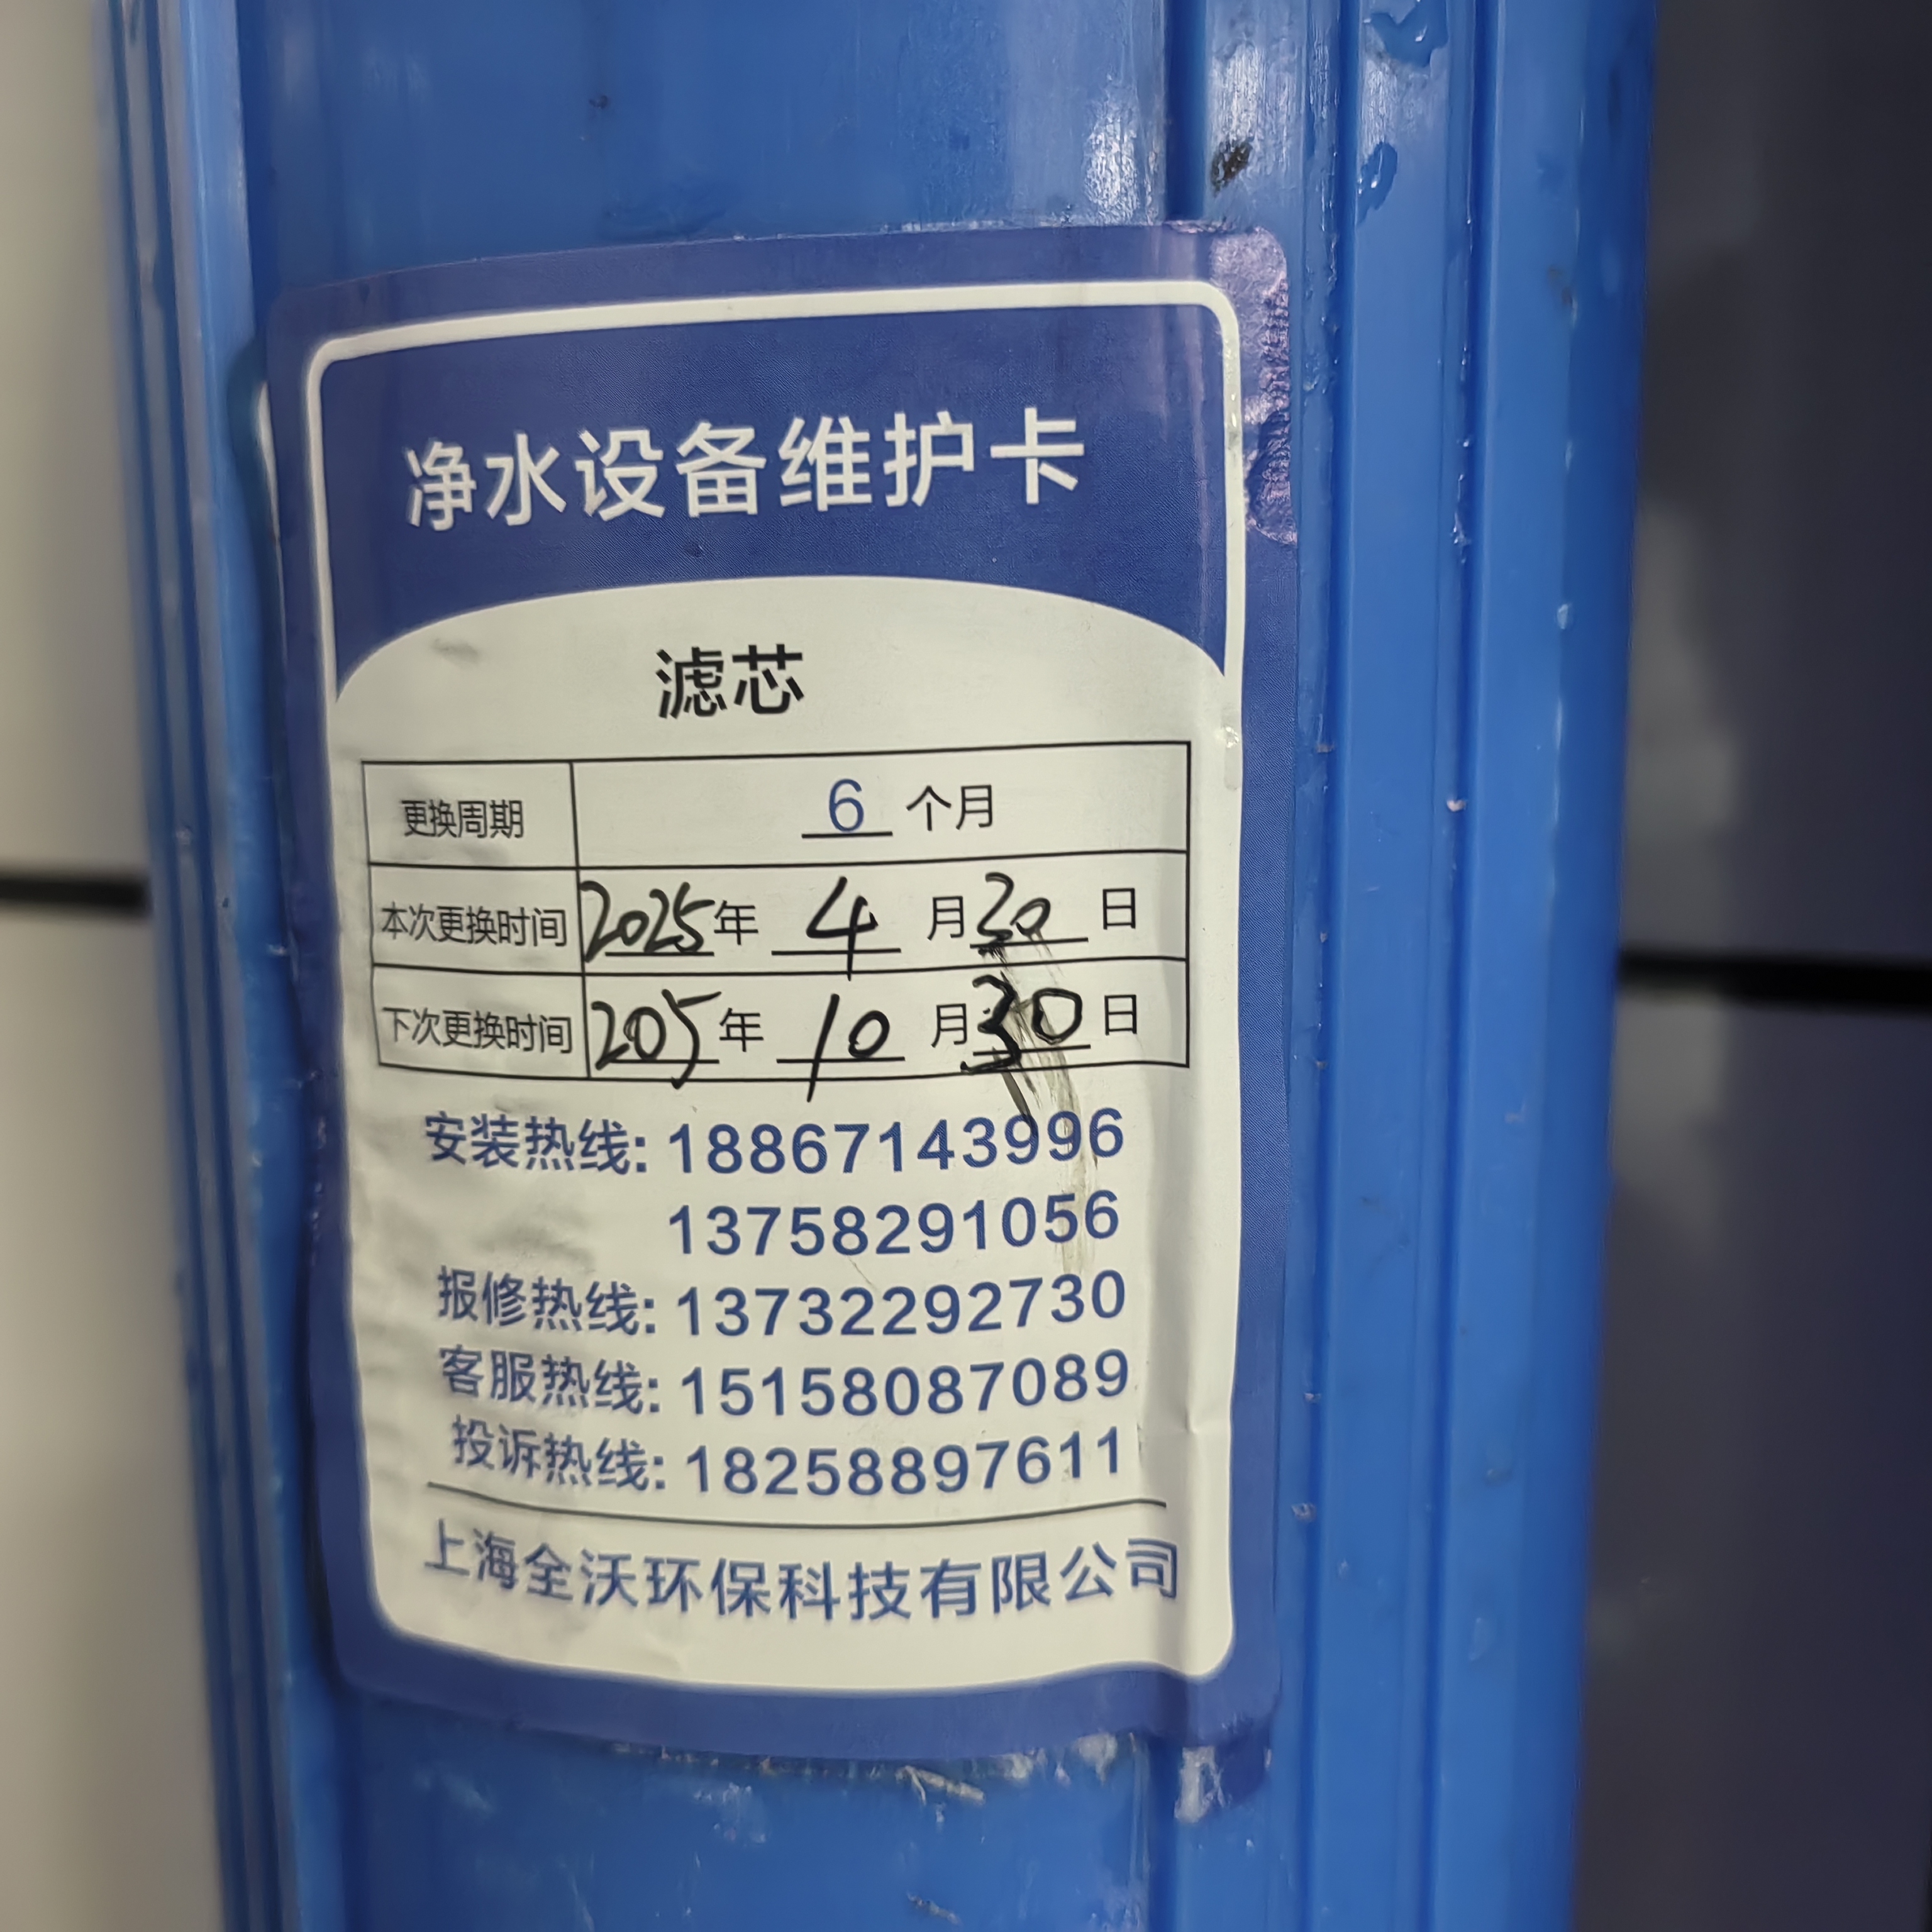 净水设备维护卡
滤芯
更换周期 6 个月
本次更换时间 2025年 4 月 30 日
下次更换时间 205年 10 月 30 日
安装热线: 18867143996
13758291056
报修热线: 13732292730
客服热线: 15158087089
投诉热线: 18258897611
上海全沃环保科技有限公司